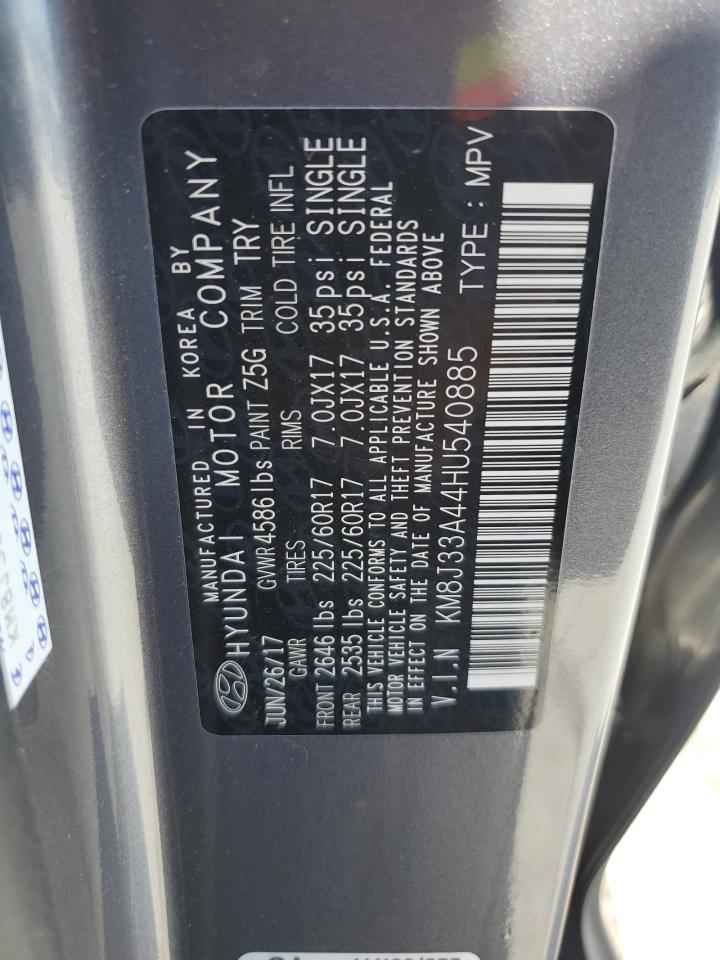 MANUFACTURED IN KOREA BY
HYUNDAI MOTOR COMPANY
JUN/26/17 GVWR 4586 lbs PAINT Z5G TRIM TRY
GAWR TIRES RIMS COLD TIRE INFL
FRONT 2646 lbs 225/60R17 7.0JX17 35psi SINGLE
REAR 2535 lbs 225/60R17 7.0JX17 35psi SINGLE
THIS VEHICLE CONFORMS TO ALL APPLICABLE U.S.A. FEDERAL
MOTOR VEHICLE SAFETY AND THEFT PREVENTION STANDARDS
IN EFFECT ON THE DATE OF MANUFACTURE SHOWN ABOVE
V.I.N KM8J33A44HU540885 TYPE : MPV